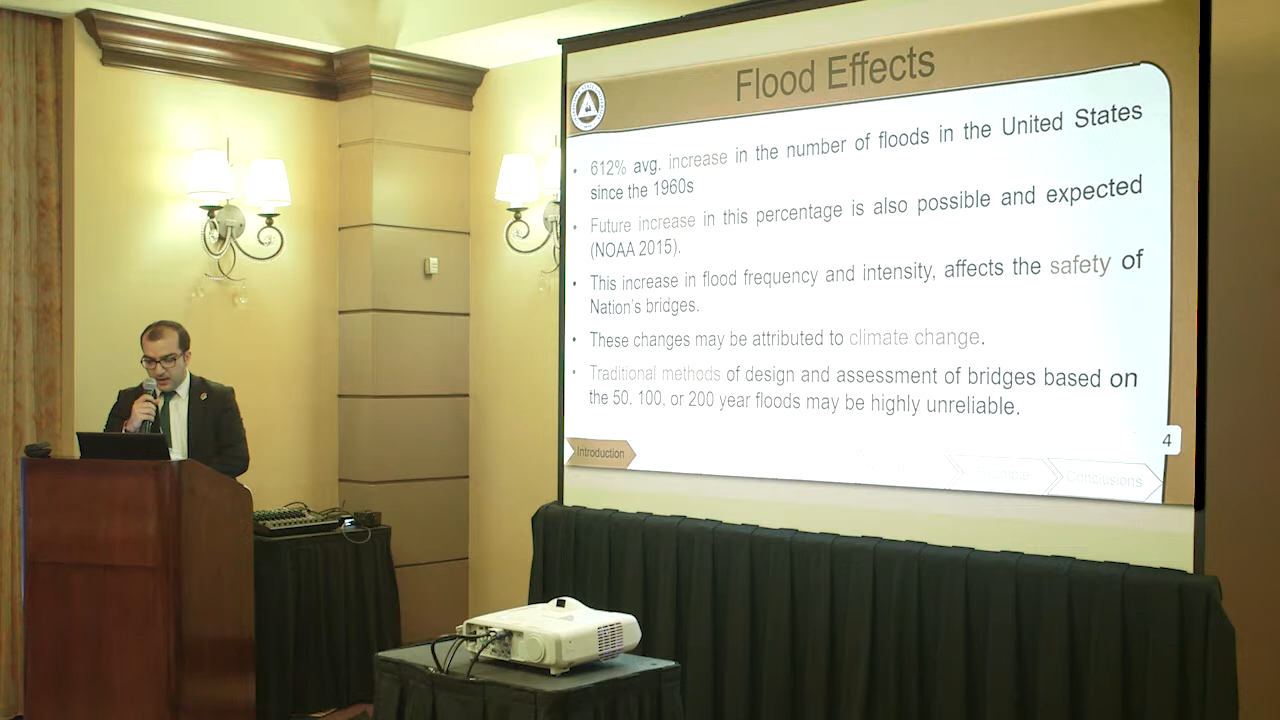 Flood Effects
• 612% avg. increase in the number of floods in the United States
since the 1960s
• Future increase in this percentage is also possible and expected
(NOAA 2015).
• This increase in flood frequency and intensity, affects the safety of
Nation's bridges.
• These changes may be attributed to climate change.
• Traditional methods of design and assessment of bridges based on
the 50, 100, or 200 year floods may be highly unreliable.
4
Introduction
Conclusions